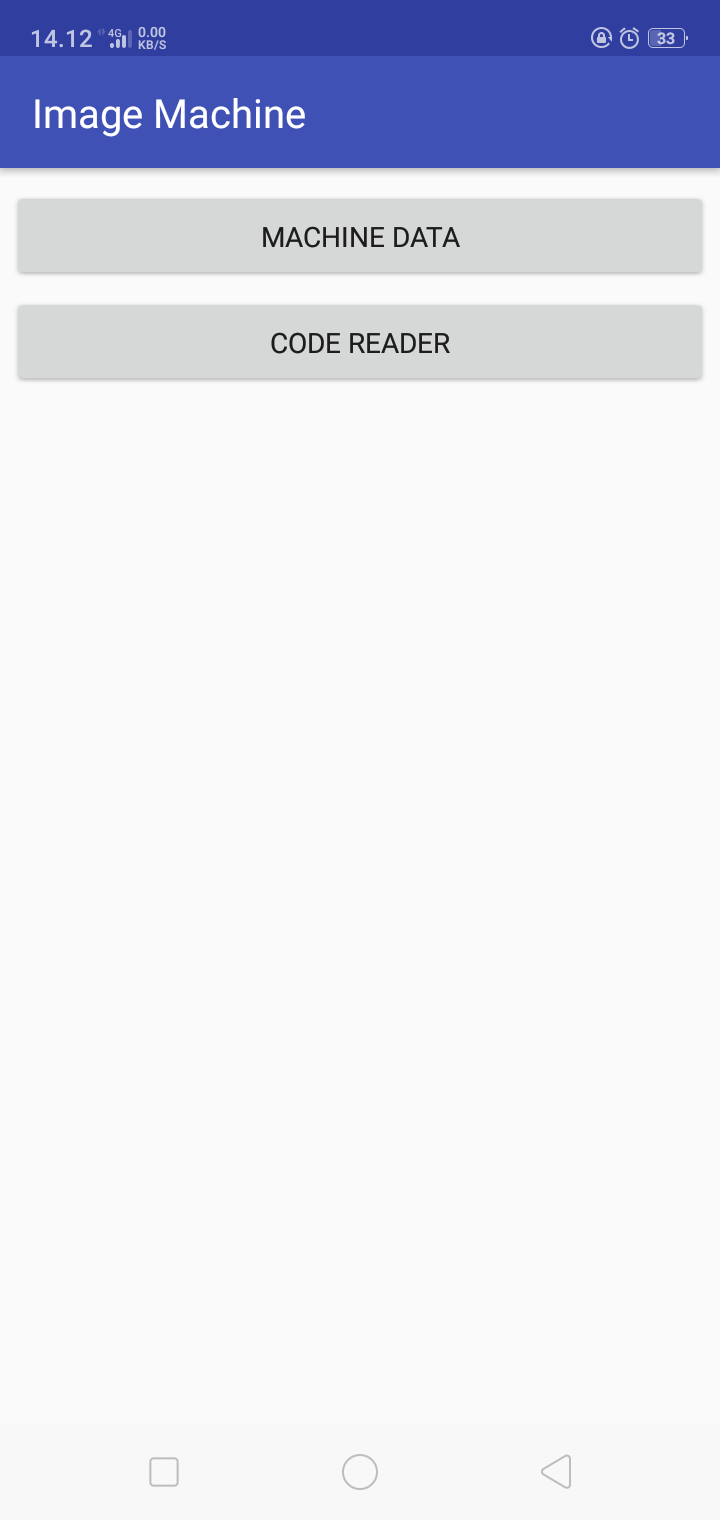 14.12 4G 0.00
KB/S
33
Image Machine
MACHINE DATA
CODE READER